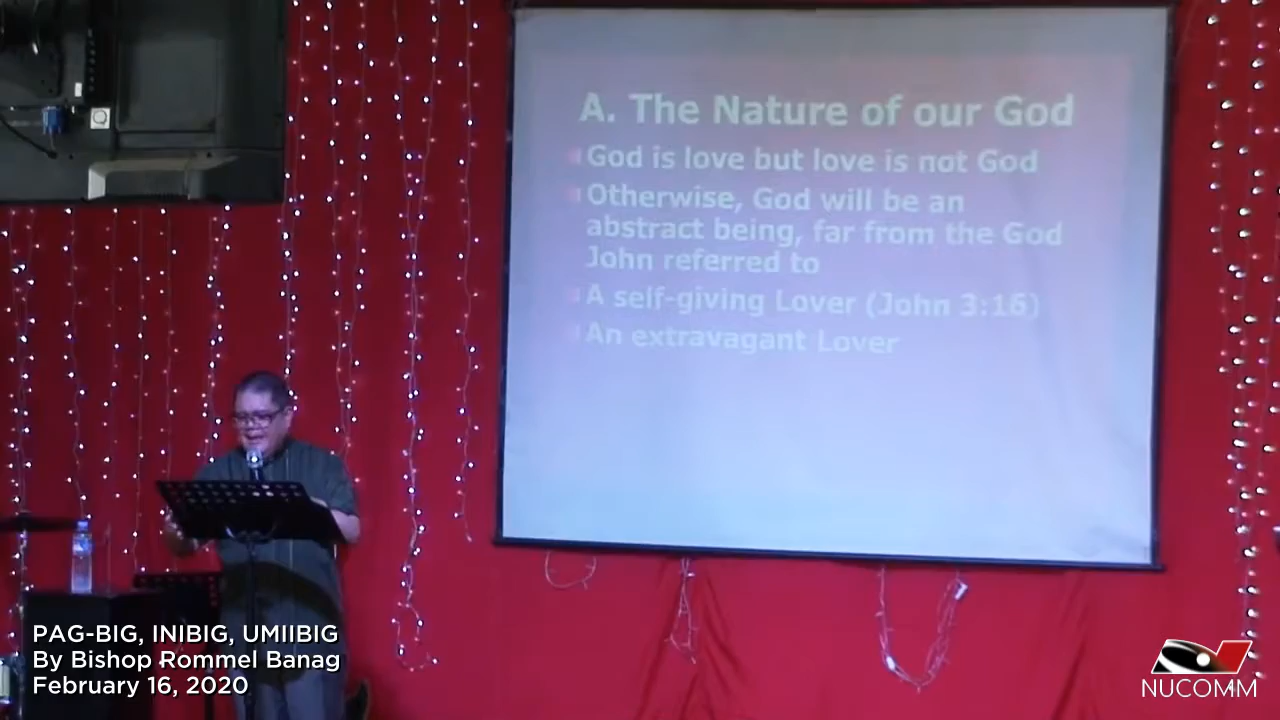 A. The Nature of our God
God is love but love is not God
Otherwise, God will be an
abstract being, far from the God
John referred to
A self-giving Lover (John 3:16)
An extravagant Lover
PAG-BIG, INIBIG, UMIIBIG
By Bishop Rommel Banag
February 16, 2020
NUCOMM